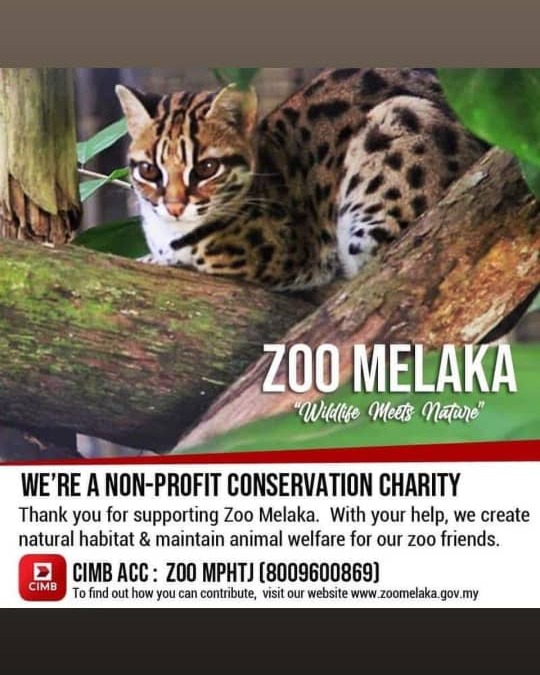 ZOO MELAKA
"Wildlife Meets Nature"
WE'RE A NON-PROFIT CONSERVATION CHARITY
Thank you for supporting Zoo Melaka. With your help, we create
natural habitat & maintain animal welfare for our zoo friends.
CIMB
CIMB ACC : ZOO MPHTJ (8009600869)
To find out how you can contribute, visit our website www.zoomelaka.gov.my